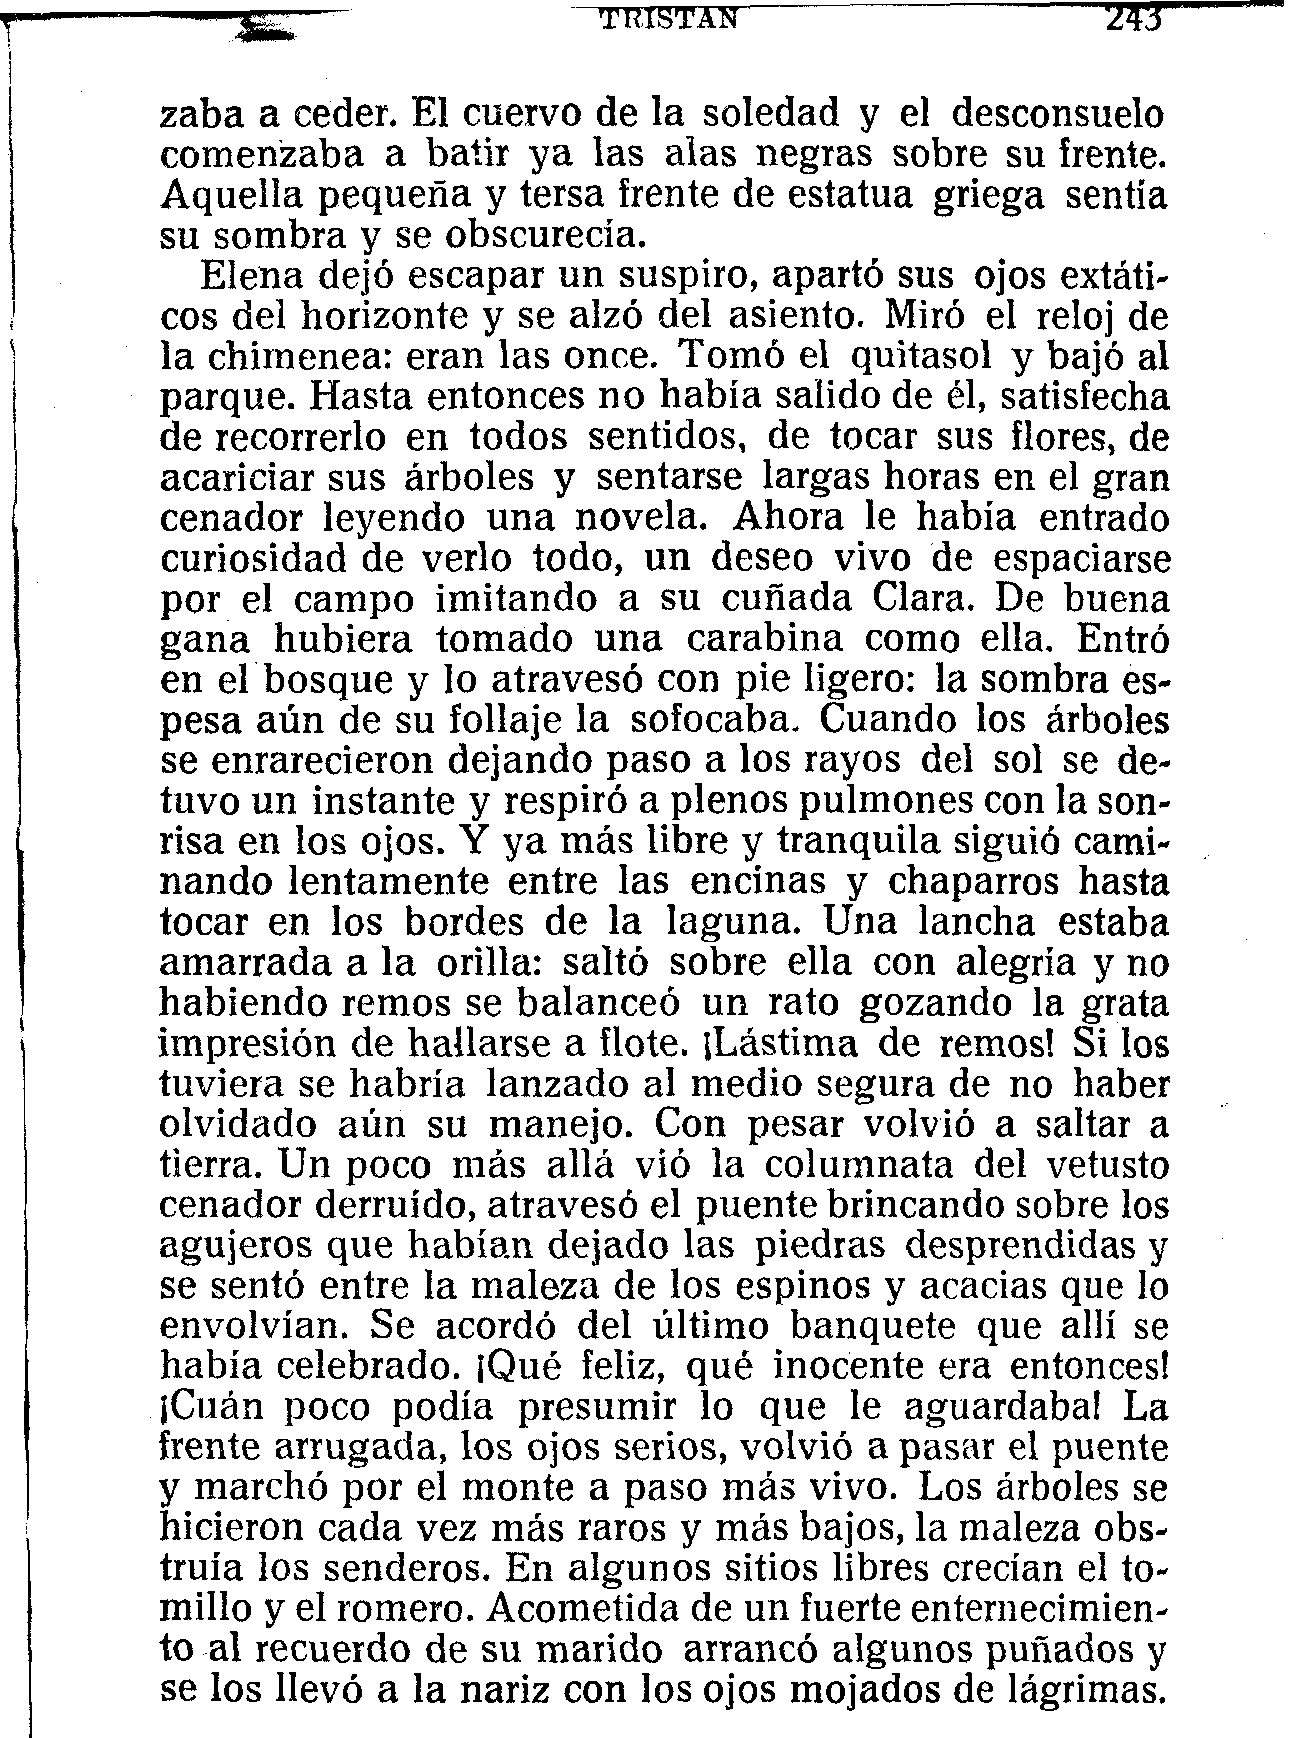 TRISTAN 243
zaba a ceder. El cuervo de la soledad y el desconsuelo
comenzaba a batir ya las alas negras sobre su frente.
Aquella pequeña y tersa frente de estatua griega sentía
su sombra y se obscurecía.
Elena dejó escapar un suspiro, apartó sus ojos extáti-
cos del horizonte y se alzó del asiento. Miró el reloj de
la chimenea: eran las once. Tomó el quitasol y bajó al
parque. Hasta entonces no había salido de él, satisfecha
de recorrerlo en todos sentidos, de tocar sus flores, de
acariciar sus árboles y sentarse largas horas en el gran
cenador leyendo una novela. Ahora le había entrado
curiosidad de verlo todo, un deseo vivo de espaciarse
por el campo imitando a su cuñada Clara. De buena
gana hubiera tomado una carabina como ella. Entró
en el bosque y lo atravesó con pie ligero: la sombra es-
pesa aún de su follaje la sofocaba. Cuando los árboles
se enrarecieron dejando paso a los rayos del sol se de-
tuvo un instante y respiró a plenos pulmones con la son-
risa en los ojos. Y ya más libre y tranquila siguió cami-
nando lentamente entre las encinas y chaparros hasta
tocar en los bordes de la laguna. Una lancha estaba
amarrada a la orilla: saltó sobre ella con alegría y no
habiendo remos se balanceó un rato gozando la grata
impresión de hallarse a flote. ¡Lástima de remos! Si los
tuviera se habría lanzado al medio segura de no haber
olvidado aún su manejo. Con pesar volvió a saltar a
tierra. Un poco más allá vió la columnata del vetusto
cenador derruído, atravesó el puente brincando sobre los
agujeros que habían dejado las piedras desprendidas y
se sentó entre la maleza de los espinos y acacias que lo
envolvían. Se acordó del último banquete que allí se
había celebrado. ¡Qué feliz, qué inocente era entonces!
¡Cuán poco podía presumir lo que le aguardaba! La
frente arrugada, los ojos serios, volvió a pasar el puente
y marchó por el monte a paso más vivo. Los árboles se
hicieron cada vez más raros y más bajos, la maleza obs-
truía los senderos. En algunos sitios libres crecían el to-
millo y el romero. Acometida de un fuerte enternecimien-
to al recuerdo de su marido arrancó algunos puñados y
se los llevó a la nariz con los ojos mojados de lágrimas.